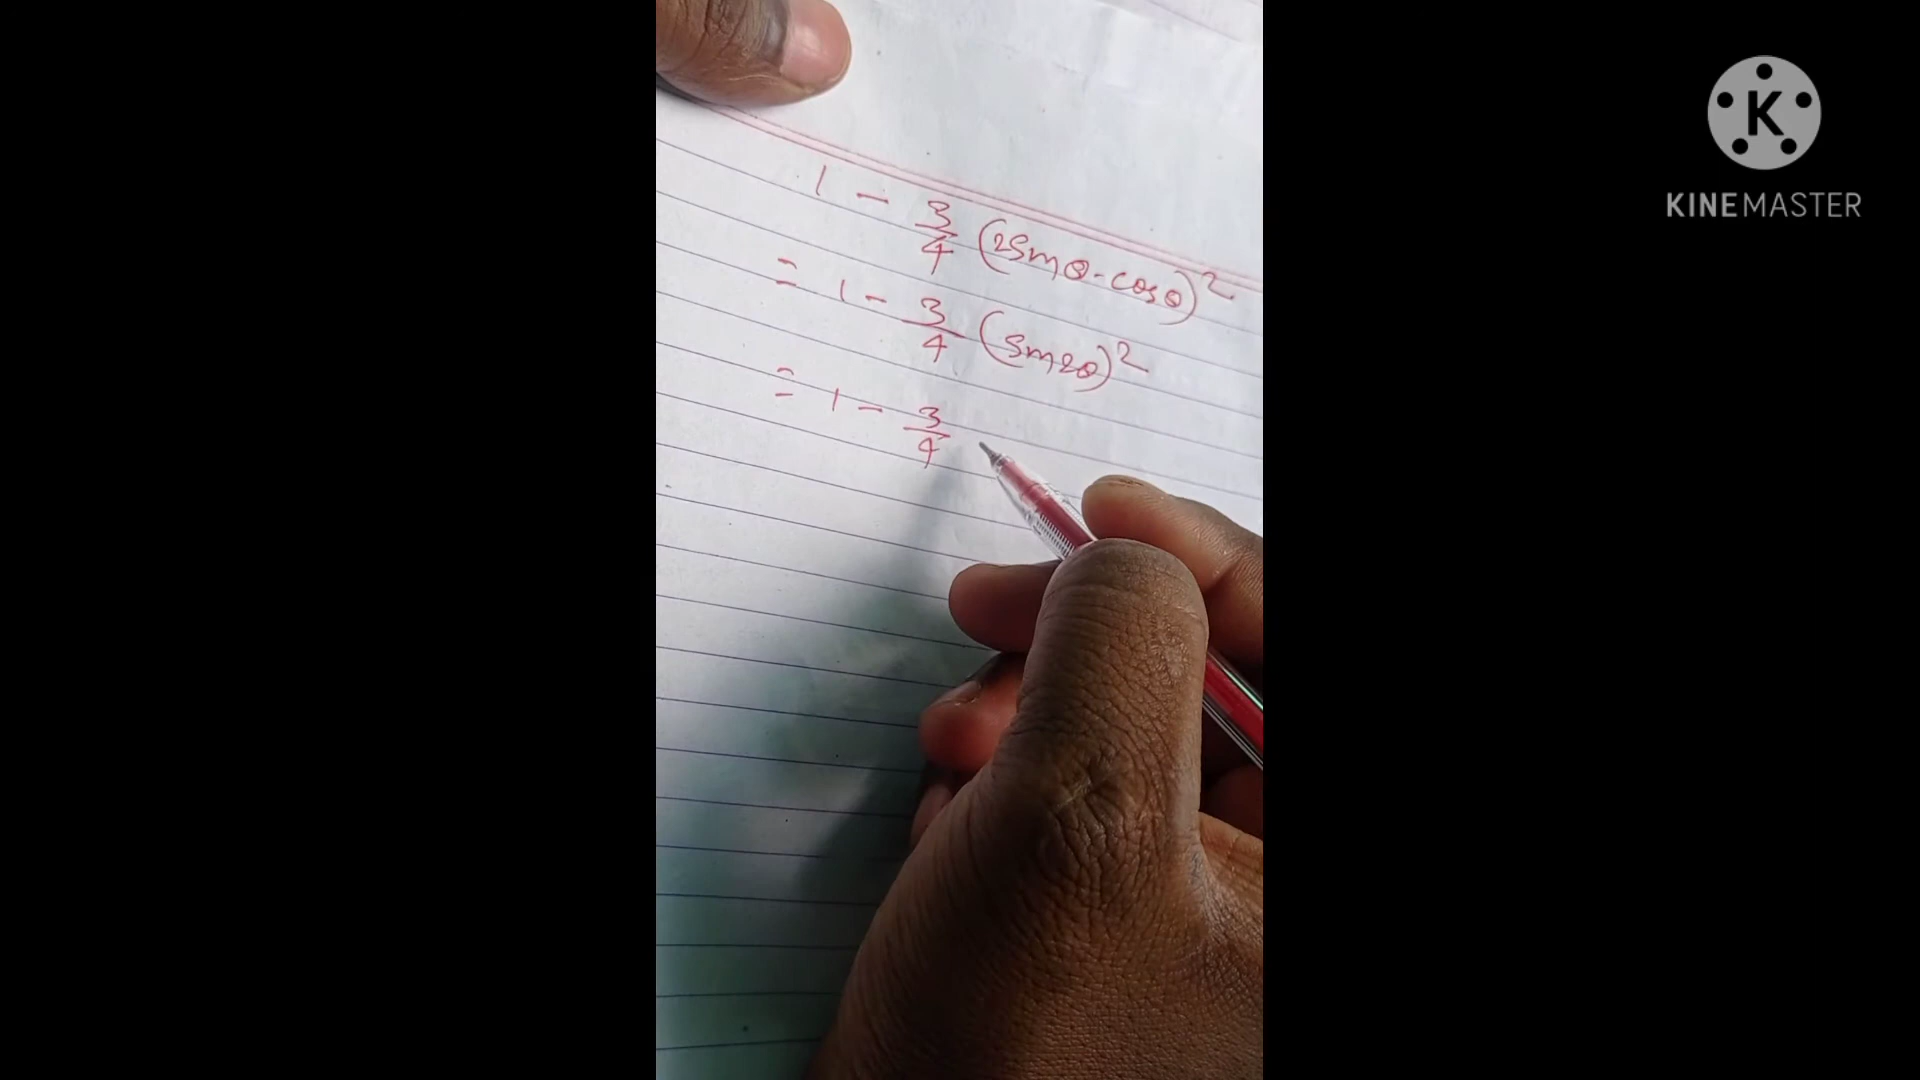 1 - 3/4 (2Sinθ.cosθ)²
= 1 - 3/4 (Sin2θ)²
= 1 - 3/4
K
KINEMASTER